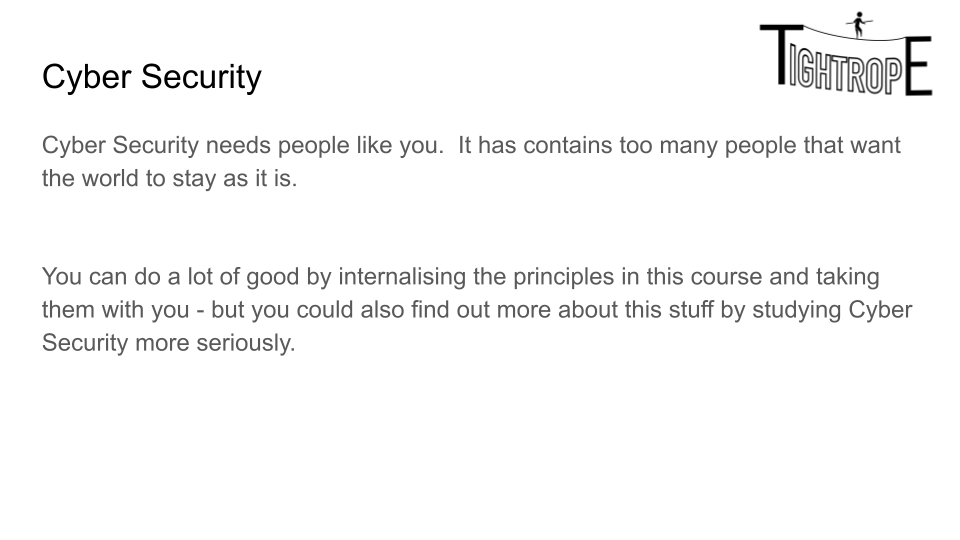 TIGHTROPE
Cyber Security
Cyber Security needs people like you.  It has contains too many people that want
the world to stay as it is.
You can do a lot of good by internalising the principles in this course and taking
them with you - but you could also find out more about this stuff by studying Cyber
Security more seriously.